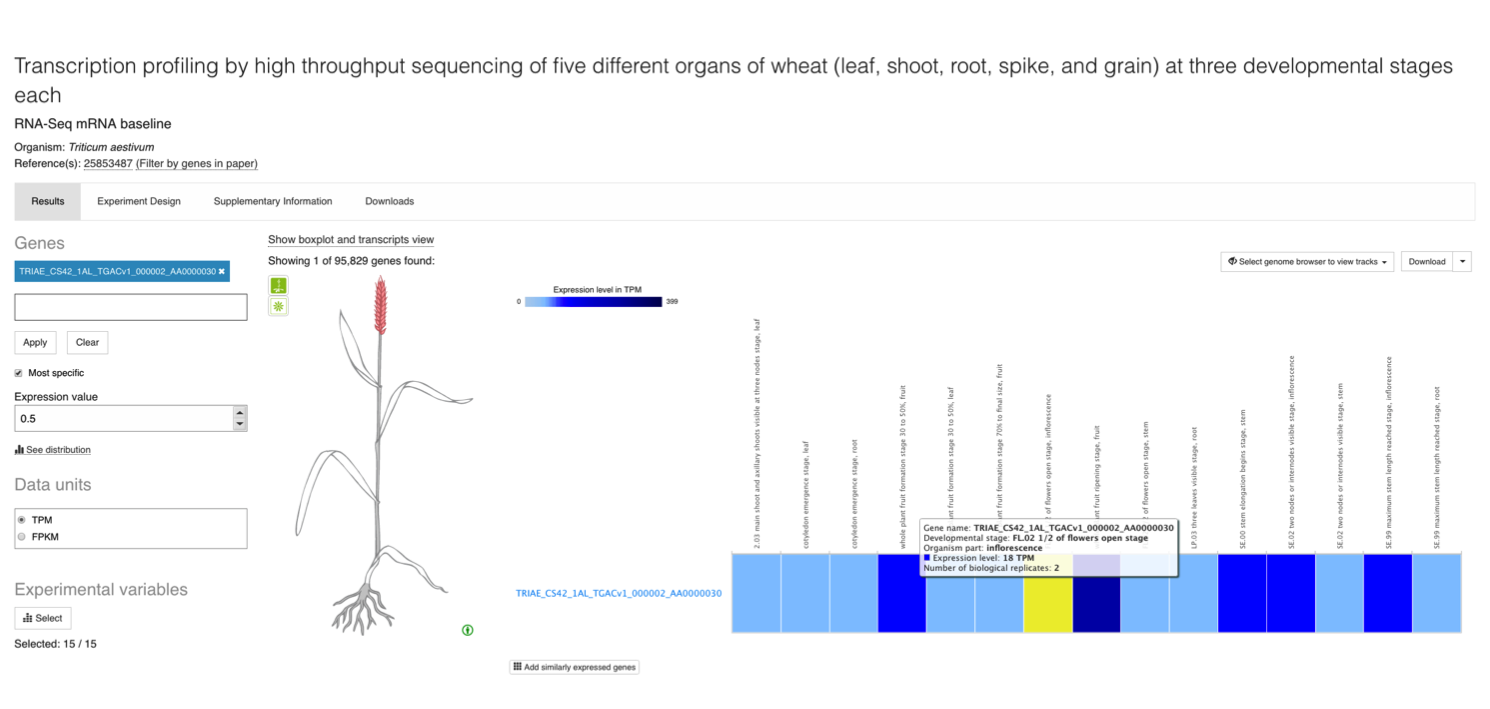 Transcription profiling by high throughput sequencing of five different organs of wheat (leaf, shoot, root, spike, and grain) at three developmental stages
each
RNA-Seq mRNA baseline
Organism: Triticum aestivum
Reference(s): 25853487 (Filter by genes in paper)
Results
Experiment Design
Supplementary Information
Downloads
Genes
TRIAE_CS42_1AL_TGACv1_000002_AA0000030 ✖
Apply
Clear
Most specific
Expression value
0.5
See distribution
Data units
TPM
FPKM
Experimental variables
Select
Selected: 15 / 15
Show boxplot and transcripts view
Showing 1 of 95,829 genes found:
Select genome browser to view tracks
Download
Expression level in TPM
0
399
2.03 main shoot and axillary shoots visible at three nodes stage, leaf
cotyledon emergence stage, leaf
cotyledon emergence stage, root
whole plant fruit formation stage 30 to 50%, fruit
nt fruit formation stage 30 to 50%, leaf
nt fruit formation stage 70% to final size, fruit
2 of flowers open stage, inflorescence
fruit ripening stage, fruit
2 of flowers open stage, stem
LP.03 three leaves visible stage, root
SE.00 stem elongation begins stage, stem
SE.02 two nodes or internodes visible stage, inflorescence
SE.02 two nodes or internodes visible stage, stem
SE.99 maximum stem length reached stage, inflorescence
SE.99 maximum stem length reached stage, root
Gene name: TRIAE_CS42_1AL_TGACv1_000002_AA0000030
Developmental stage: FL.02 1/2 of flowers open stage
Organism part: inflorescence
Expression level: 18 TPM
Number of biological replicates: 2
TRIAE_CS42_1AL_TGACv1_000002_AA0000030
Add similarly expressed genes